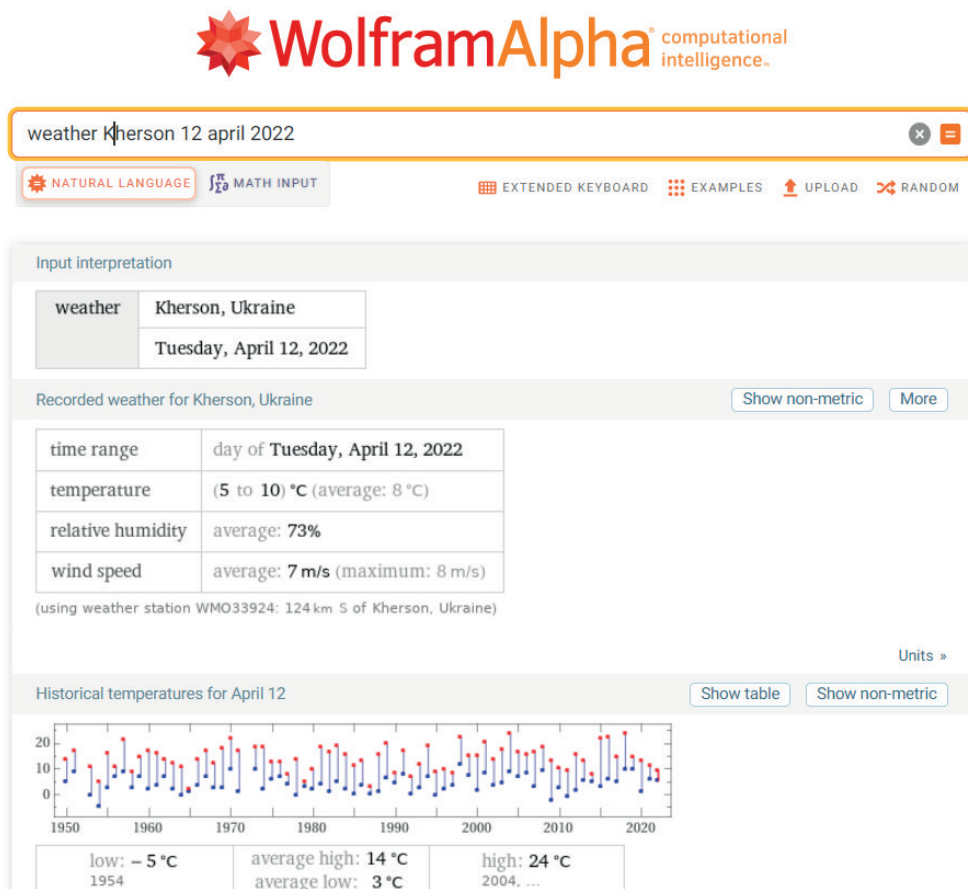 WolframAlpha computational intelligence.
weather Kherson 12 april 2022
NATURAL LANGUAGE MATH INPUT EXTENDED KEYBOARD EXAMPLES UPLOAD RANDOM
Input interpretation
weather Kherson, Ukraine
Tuesday, April 12, 2022
Recorded weather for Kherson, Ukraine Show non-metric More
time range day of Tuesday, April 12, 2022
temperature (5 to 10) °C (average: 8 °C)
relative humidity average: 73%
wind speed average: 7 m/s (maximum: 8 m/s)
(using weather station WMO33924: 124 km S of Kherson, Ukraine)
Units »
Historical temperatures for April 12 Show table Show non-metric
20
10
0
1950 1960 1970 1980 1990 2000 2010 2020
low: −5 °C average high: 14 °C high: 24 °C
1954 average low: 3 °C 2004, ...